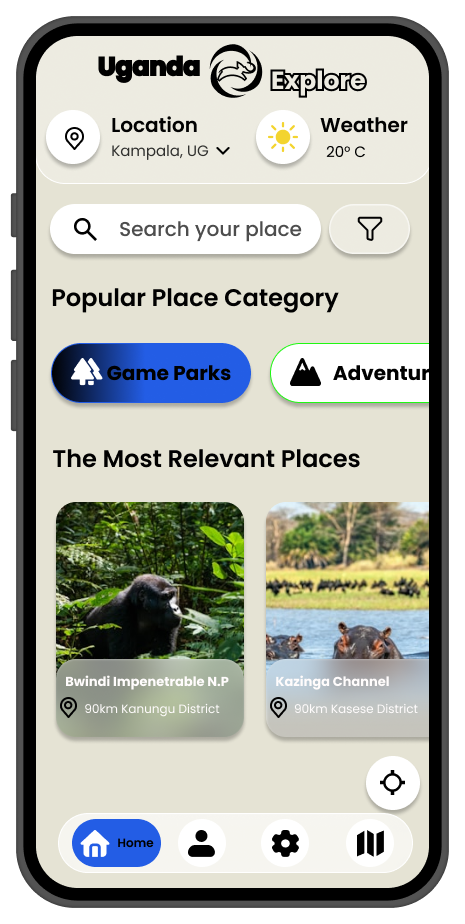 Uganda Explore
Location
Kampala, UG
Weather
20° C
Search your place
Popular Place Category
Game Parks
Adventur
The Most Relevant Places
Bwindi Impenetrable N.P
90km Kanungu District
Kazinga Channel
90km Kasese District
Home